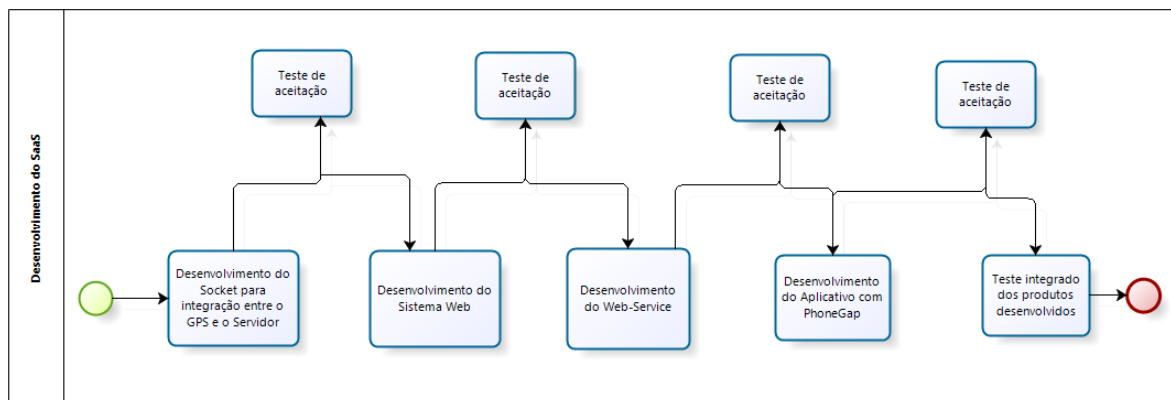 Desenvolvimento do SaaS
Teste de
aceitação
Teste de
aceitação
Teste de
aceitação
Teste de
aceitação
Desenvolvimento do
Socket para
integração entre o
GPS e o Servidor
Desenvolvimento do
Sistema Web
Desenvolvimento
do Web-Service
Desenvolvimento
do Aplicativo com
PhoneGap
Teste integrado
dos produtos
desenvolvidos